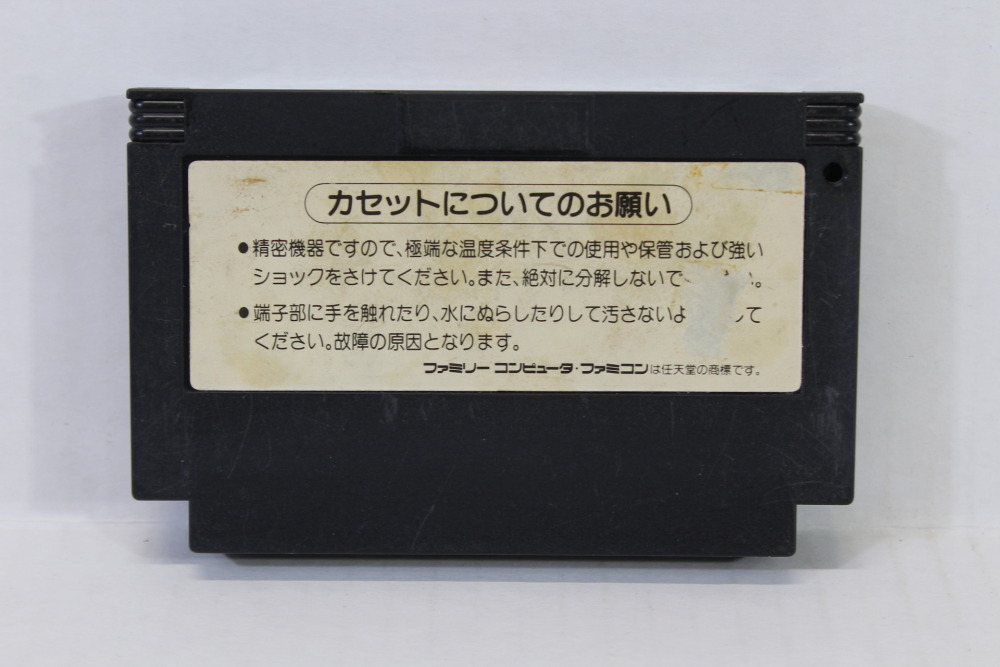 カセットについてのお願い
●精密機器ですので、極端な温度条件下での使用や保管および強い
ショックをさけてください。また、絶対に分解しないで 。
●端子部に手を触れたり、水にぬらしたりして汚さないよ して
ください。故障の原因となります。
ファミリー コンピュータ・ファミコンは任天堂の商標です。